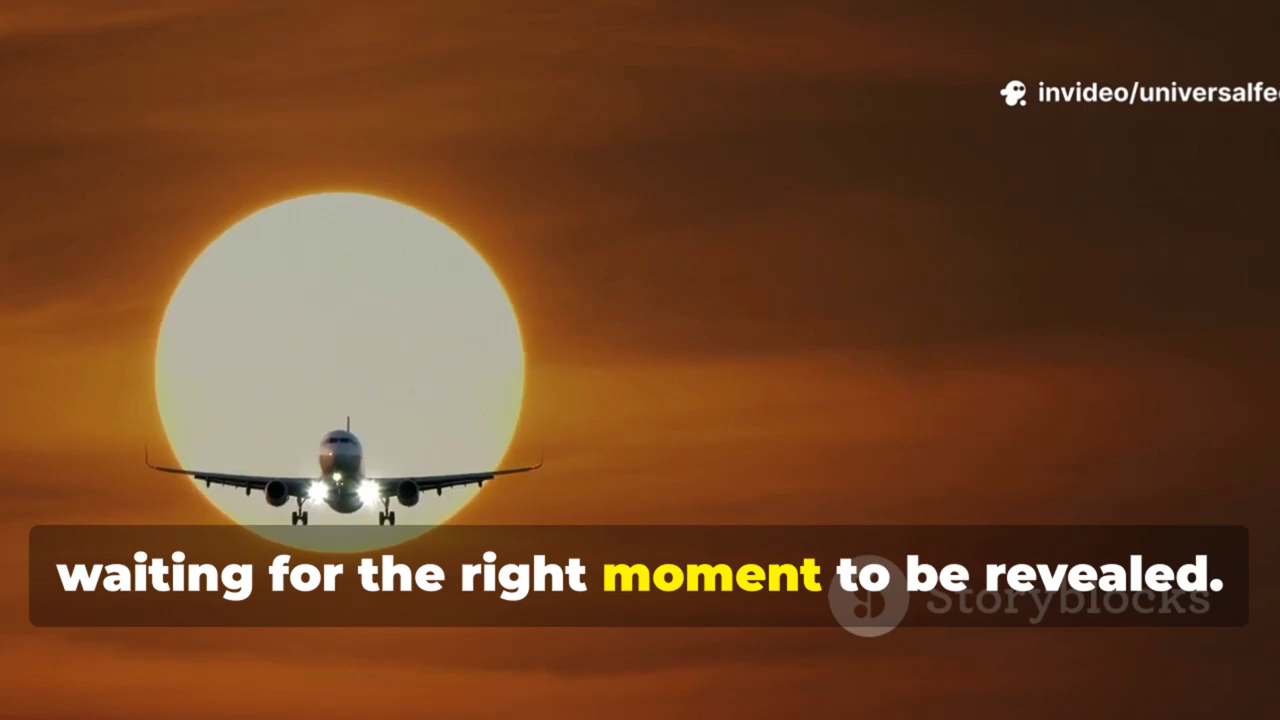 invideo/universalfe
waiting for the right moment to be revealed.
Storyblocks